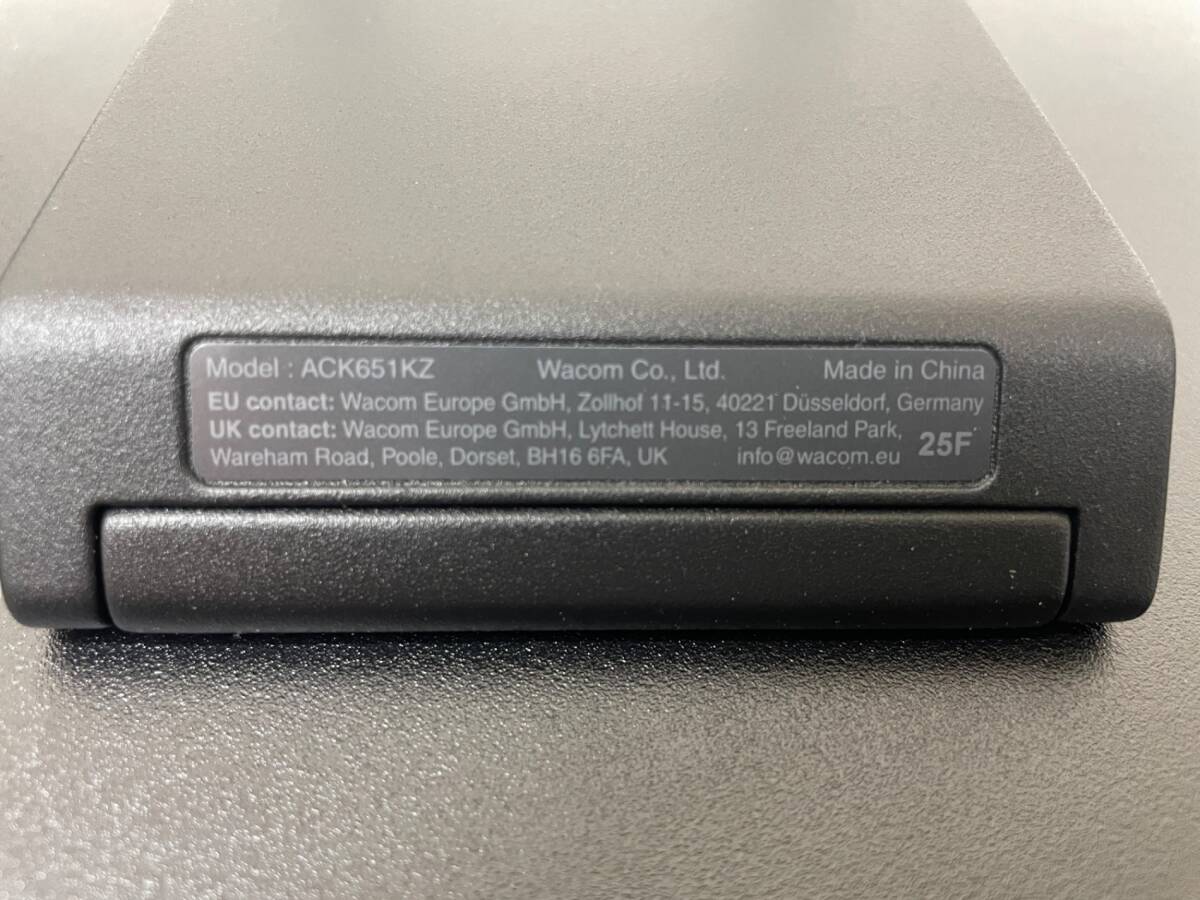 Model : ACK651KZ Wacom Co., Ltd. Made in China
EU contact: Wacom Europe GmbH, Zollhof 11-15, 40221 Düsseldorf, Germany
UK contact: Wacom Europe GmbH, Lytchett House, 13 Freeland Park,
Wareham Road, Poole, Dorset, BH16 6FA, UK info@wacom.eu 25F